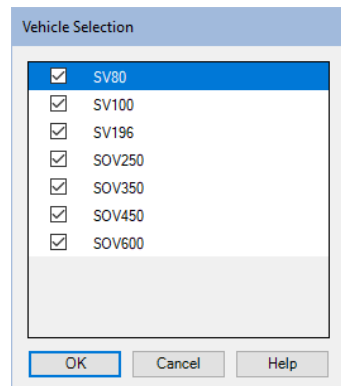 Vehicle Selection
SV80
SV100
SV196
SOV250
SOV350
SOV450
SOV600
OK Cancel Help